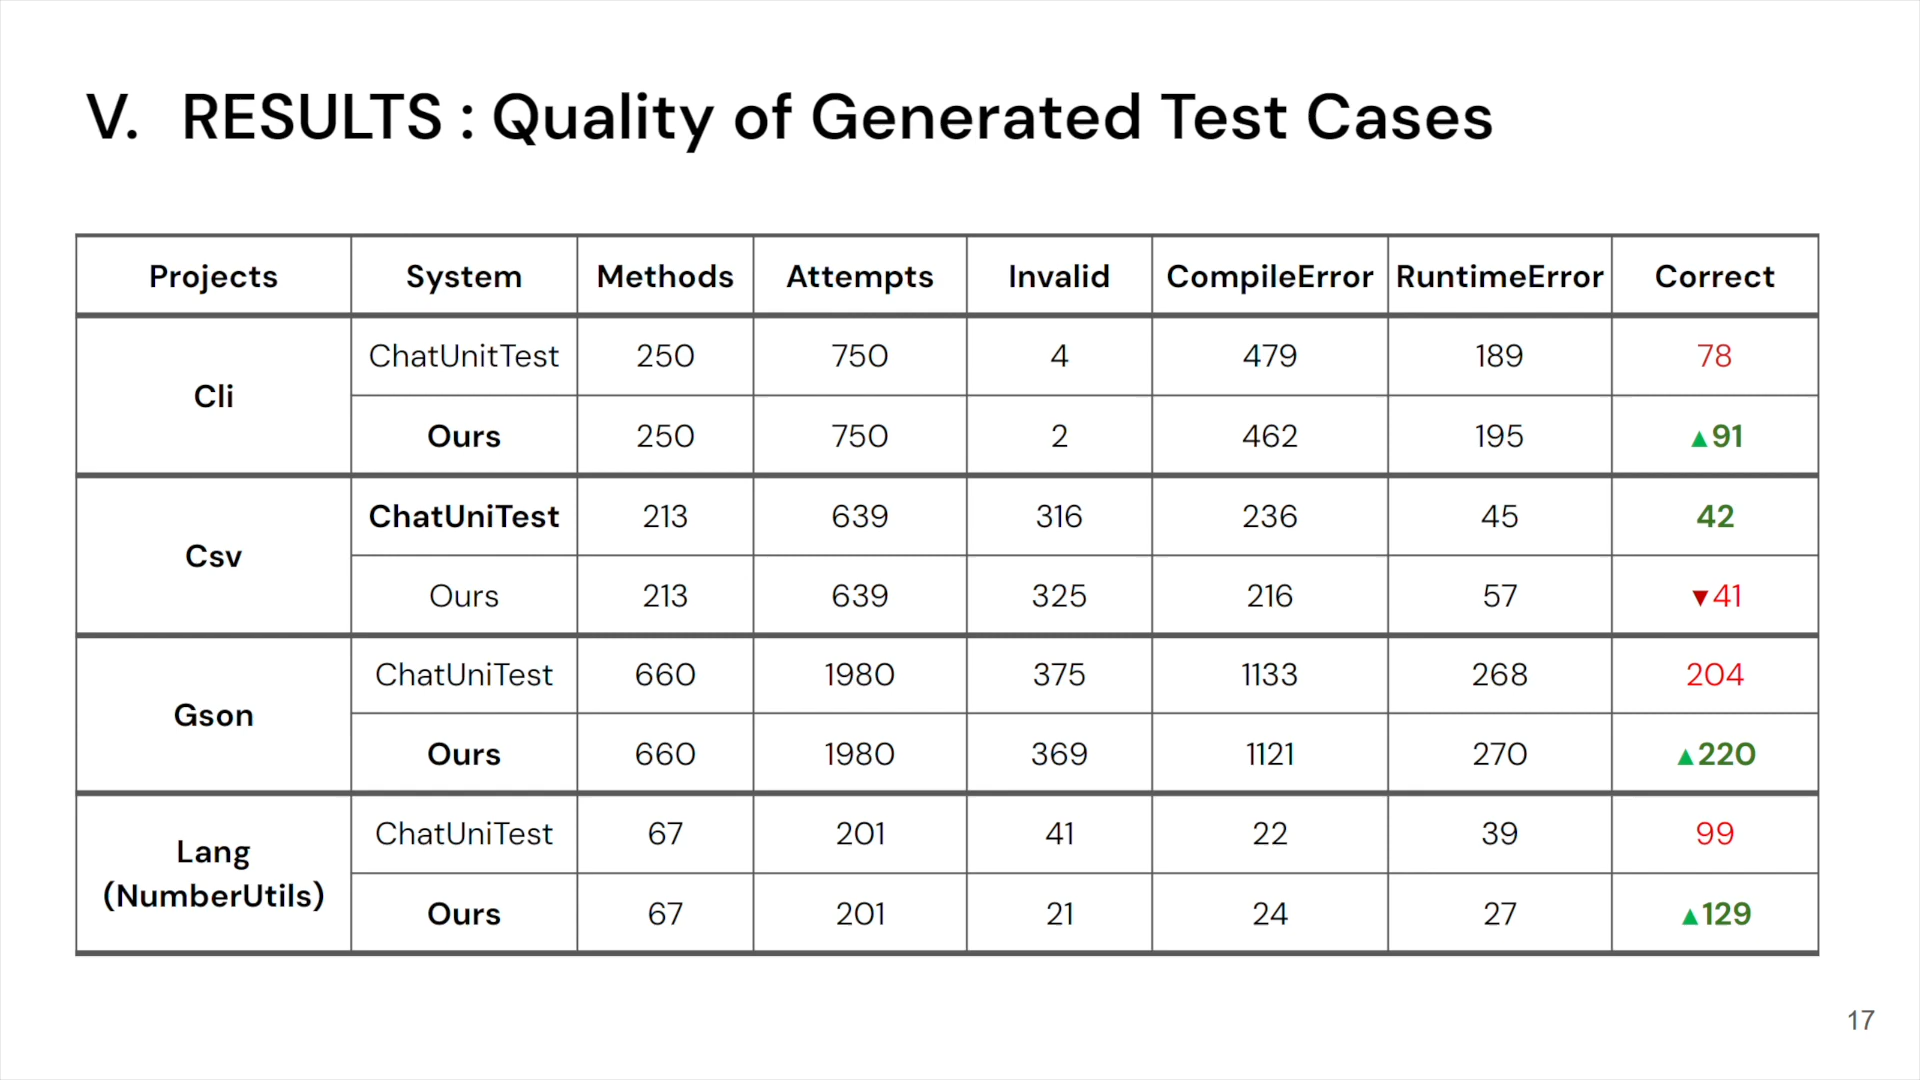 V. RESULTS : Quality of Generated Test Cases
Projects System Methods Attempts Invalid CompileError RuntimeError Correct
Cli
ChatUnitTest 250 750 4 479 189 78
Ours 250 750 2 462 195 ▲91
Csv
ChatUniTest 213 639 316 236 45 42
Ours 213 639 325 216 57 ▼41
Gson
ChatUniTest 660 1980 375 1133 268 204
Ours 660 1980 369 1121 270 ▲220
Lang
(NumberUtils)
ChatUniTest 67 201 41 22 39 99
Ours 67 201 21 24 27 ▲129
17